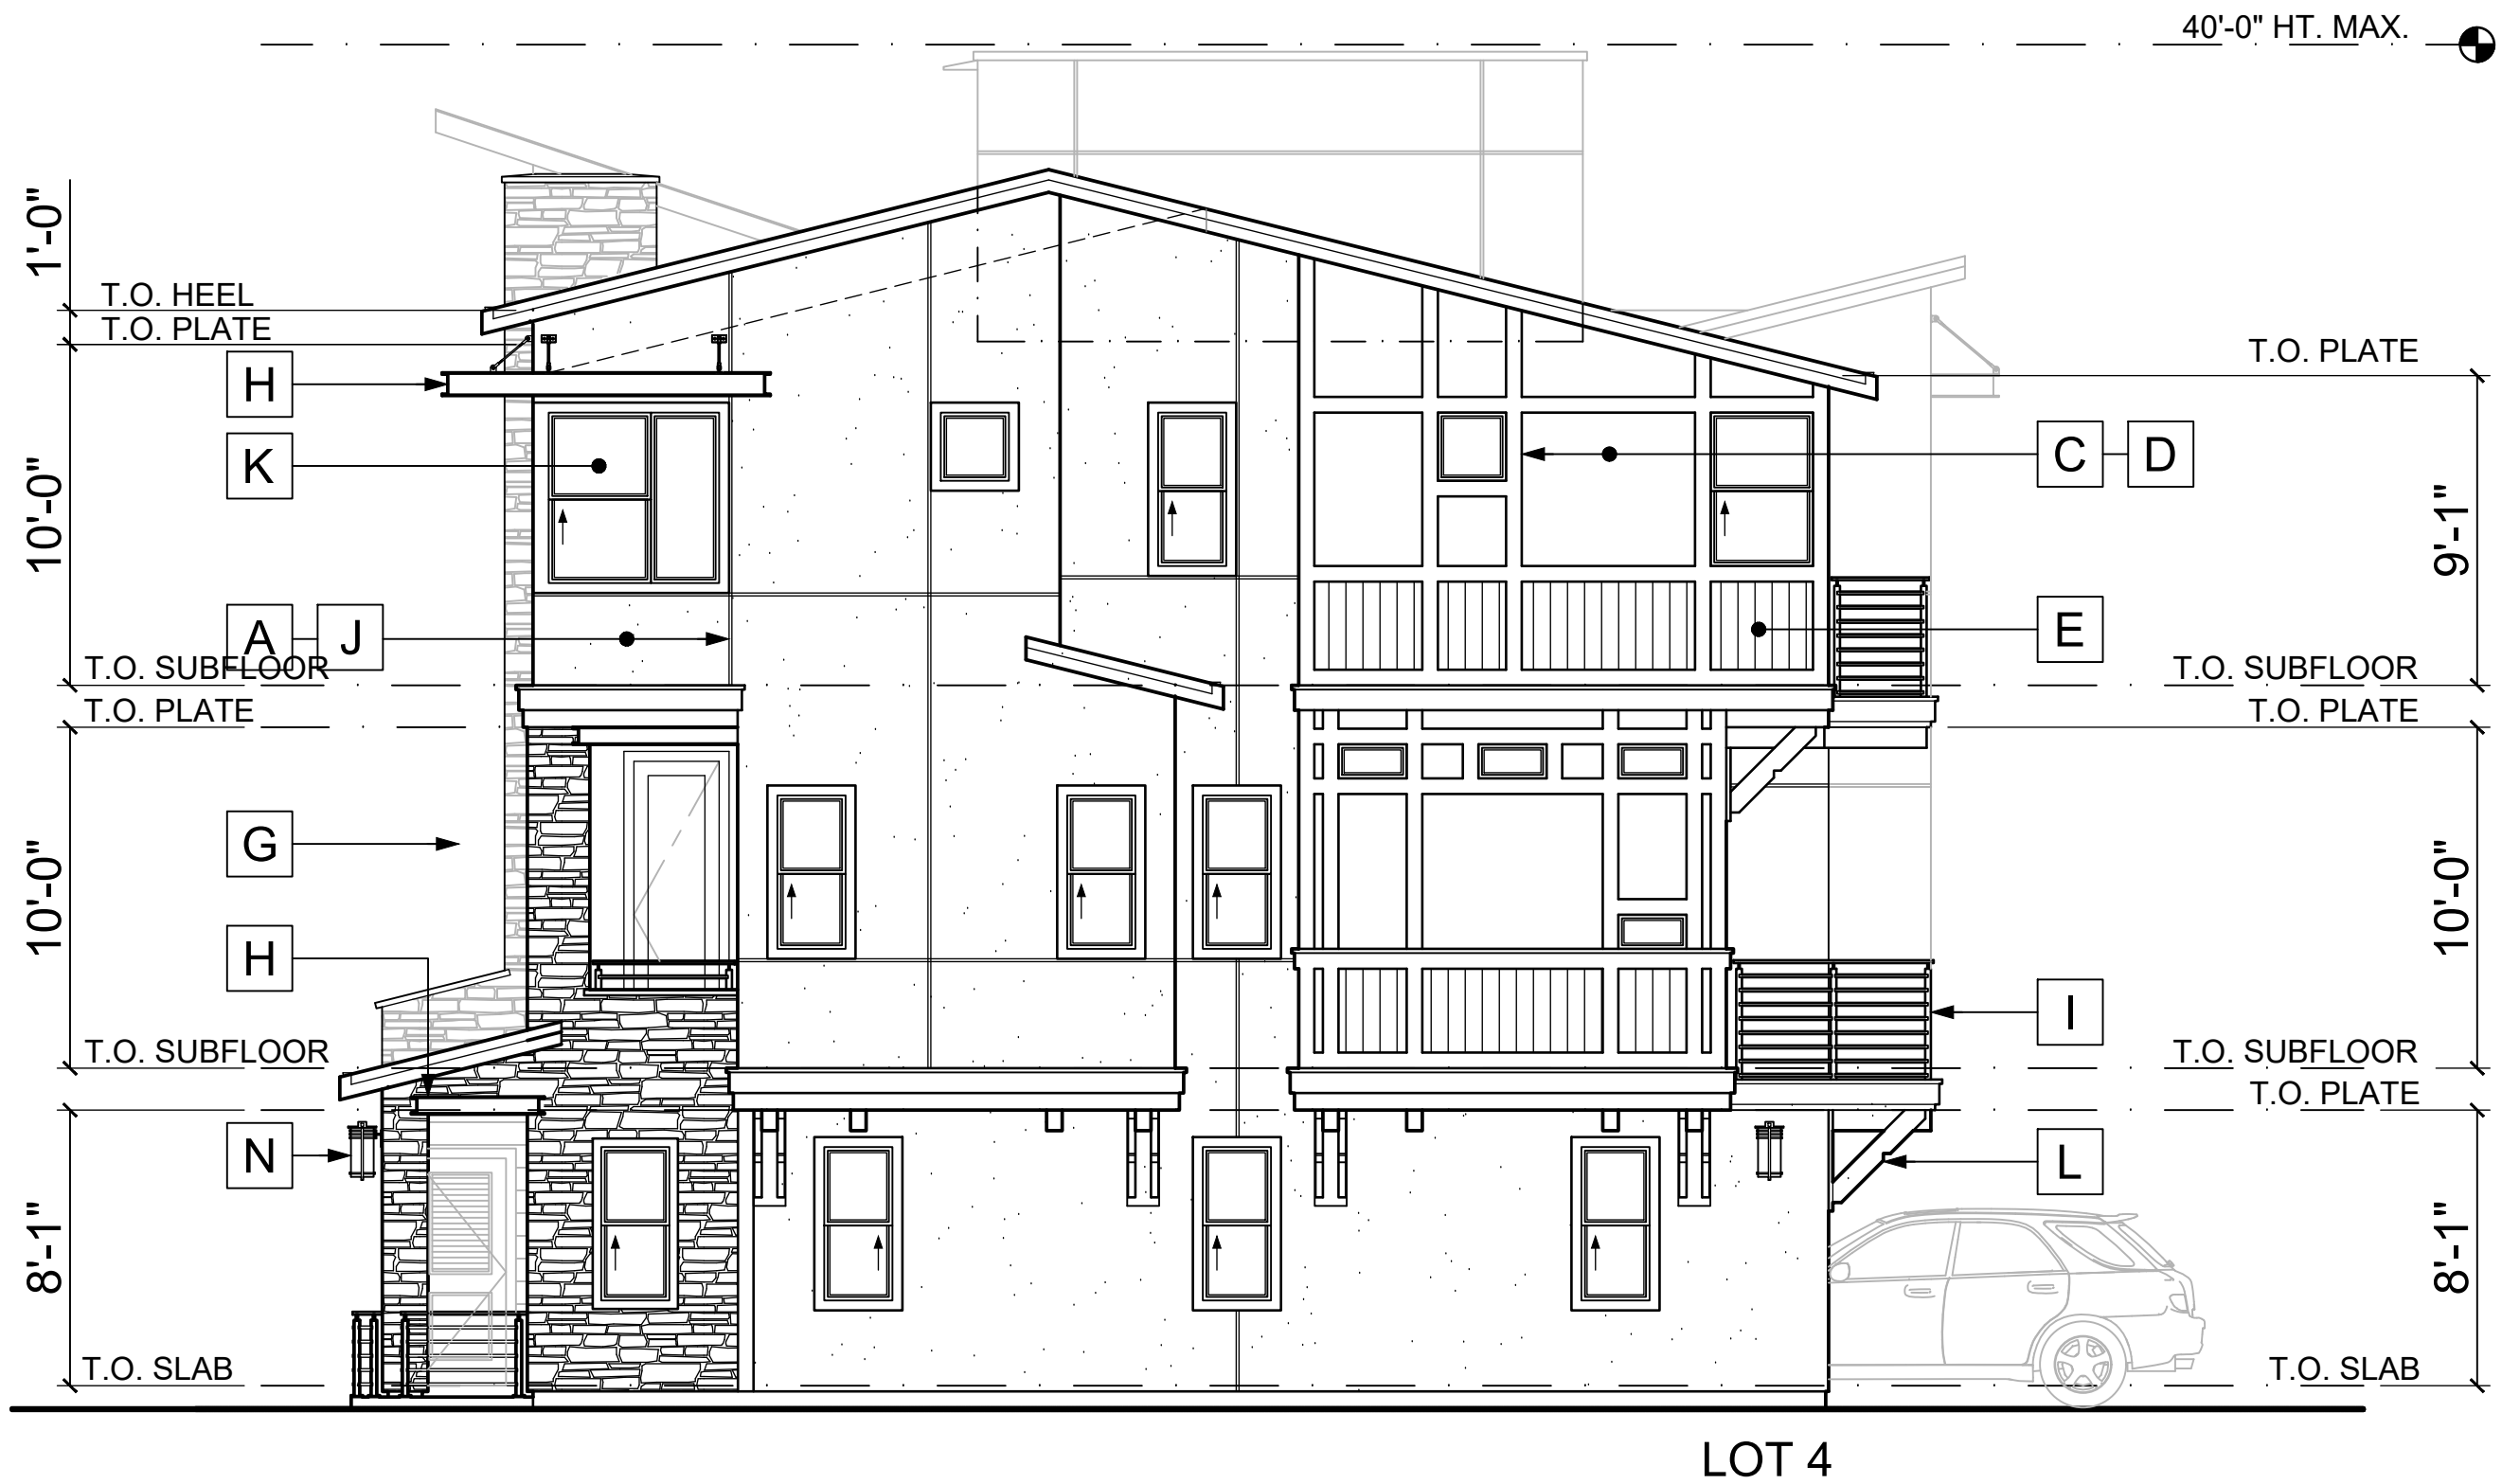 40'-0" HT. MAX.
1'-0"
T.O. HEEL
T.O. PLATE
T.O. PLATE
H
K
C D
10'-0"
9'-1"
A J
E
T.O. SUBFLOOR
T.O. SUBFLOOR
T.O. PLATE
T.O. PLATE
G
10'-0"
10'-0"
H
I
T.O. SUBFLOOR
T.O. SUBFLOOR
T.O. PLATE
N
L
8'-1"
8'-1"
T.O. SLAB
T.O. SLAB
LOT 4